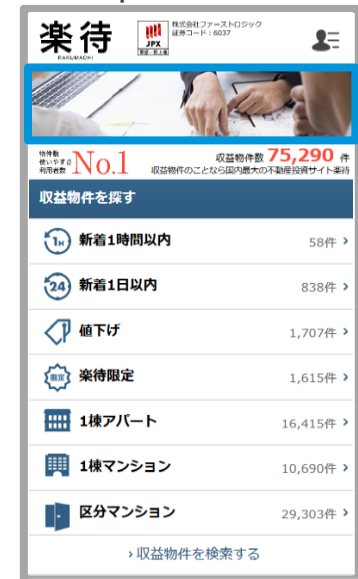 楽待
RAKUMACHI
JPX
株式会社ファーストロジック
証券コード：6037
物件数
使いやすさ
利用者数
No.1
収益物件数 75,290 件
収益物件のことなら国内最大の不動産投資サイト楽待
収益物件を探す
1H 新着1時間以内 58件 ›
24 新着1日以内 838件 ›
値下げ 1,707件 ›
限定 楽待限定 1,615件 ›
1棟アパート 16,415件 ›
1棟マンション 10,690件 ›
区分マンション 29,303件 ›
›収益物件を検索する